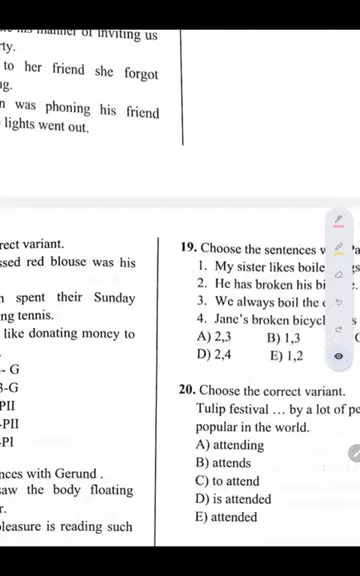 his manner of inviting us
rty.
to her friend she forgot
ng.
n was phoning his friend
lights went out.
rect variant.
ssed red blouse was his
n spent their Sunday
ng tennis.
like donating money to
- G
3-G
PII
-PII
-PI
nces with Gerund .
saw the body floating
r.
leasure is reading such
19. Choose the sentences
1. My sister likes boile
2. He has broken his bi
3. We always boil the
4. Jane's broken bicycl
A) 2,3 B) 1,3
D) 2,4 E) 1,2
20. Choose the correct variant.
Tulip festival … by a lot of pe
popular in the world.
A) attending
B) attends
C) to attend
D) is attended
E) attended